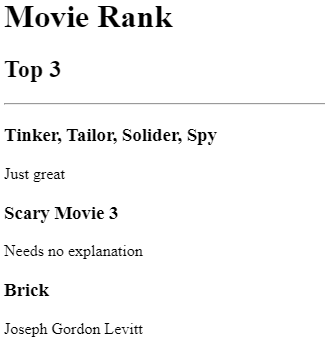 Movie Rank
Top 3
Tinker, Tailor, Solider, Spy
Just great
Scary Movie 3
Needs no explanation
Brick
Joseph Gordon Levitt